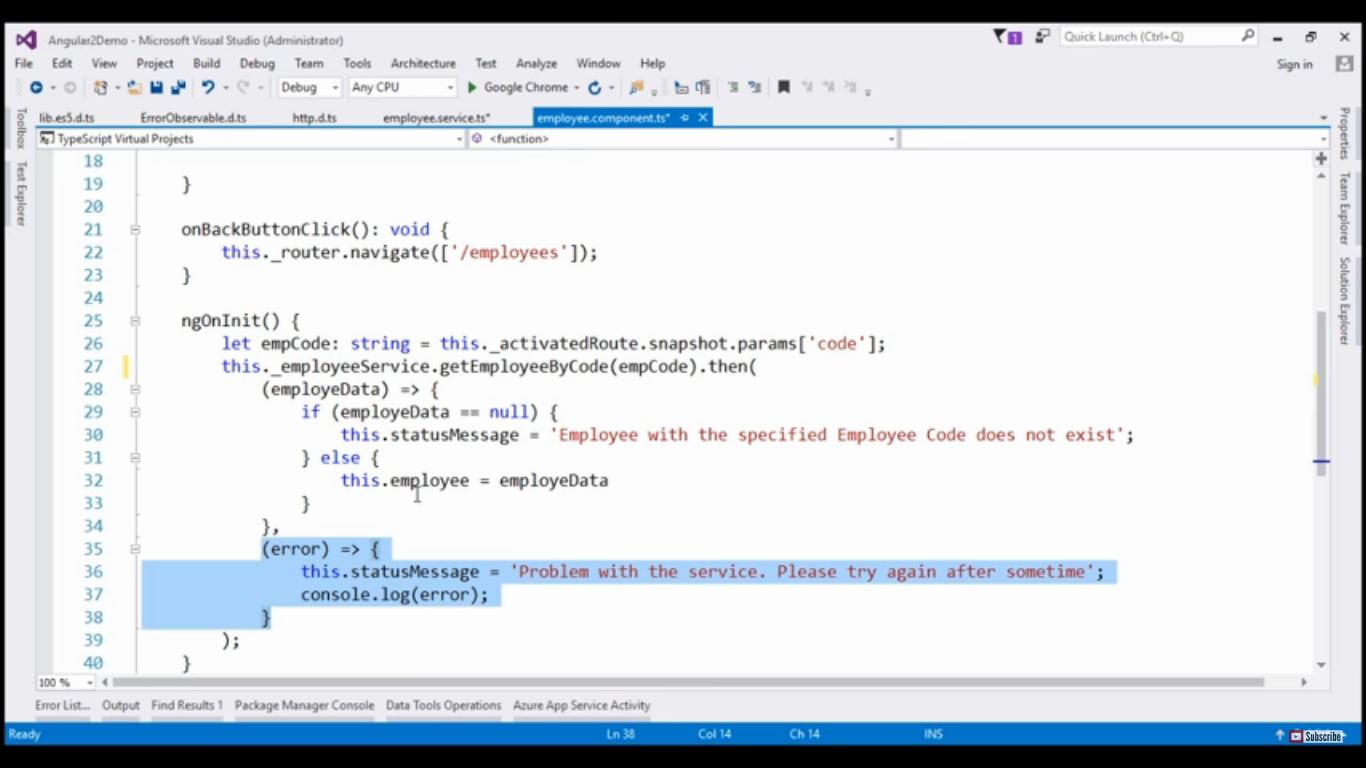 Angular2Demo - Microsoft Visual Studio (Administrator)
1
Quick Launch (Ctrl+Q)
File Edit View Project Build Debug Team Tools Architecture Test Analyze Window Help
Sign in
Debug Any CPU Google Chrome
lib.es5.d.ts ErrorObservable.d.ts http.d.ts employee.service.ts* employee.component.ts*
TypeScript Virtual Projects <function>
Toolbox
Test Explorer
Properties
Team Explorer
Solution Explorer
18
19 }
20
21 onBackButtonClick(): void {
22 this._router.navigate(['/employees']);
23 }
24
25 ngOnInit() {
26 let empCode: string = this._activatedRoute.snapshot.params['code'];
27 this._employeeService.getEmployeeByCode(empCode).then(
28 (employeData) => {
29 if (employeData == null) {
30 this.statusMessage = 'Employee with the specified Employee Code does not exist';
31 } else {
32 this.employee = employeData
33 }
34 },
35 (error) => {
36 this.statusMessage = 'Problem with the service. Please try again after sometime';
37 console.log(error);
38 }
39 );
40 }
100 %
Error List... Output Find Results 1 Package Manager Console Data Tools Operations Azure App Service Activity
Ready Ln 38 Col 14 Ch 14 INS Subscribe